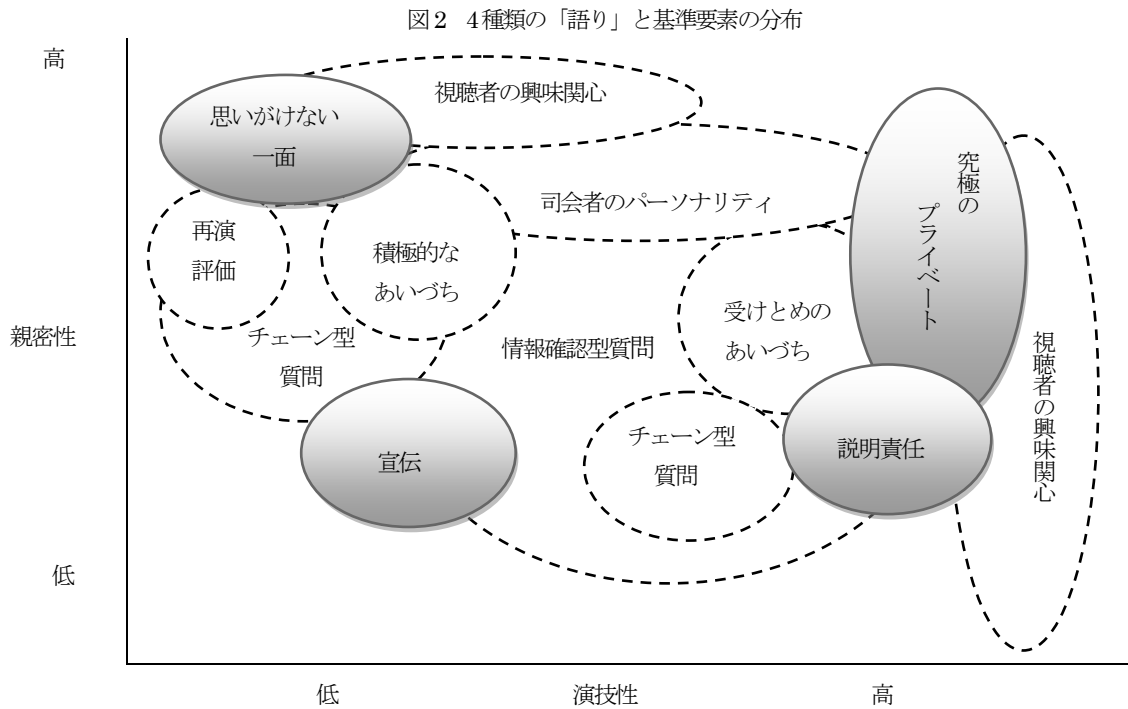 図2 4種類の「語り」と基準要素の分布
高
視聴者の興味関心
思いがけない
一面
究極の
プライベート
司会者のパーソナリティ
再演
評価
積極的な
あいづち
受けとめの
あいづち
親密性
チェーン型
質問
情報確認型質問
視聴者の興味関心
チェーン型
質問
宣伝
説明責任
低
低
演技性
高